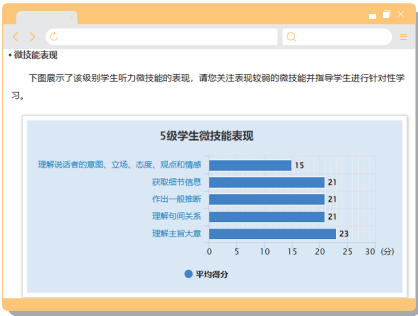 • 微技能表现
下图展示了该级别学生听力微技能的表现，请您关注表现较弱的微技能并指导学生进行针对性学
习。
5级学生微技能表现
理解说话者的意图、立场、态度、观点和情感 15
获取细节信息 21
作出一般推断 21
理解句间关系 21
理解主旨大意 23
0 5 10 15 20 25 30 (分)
平均得分